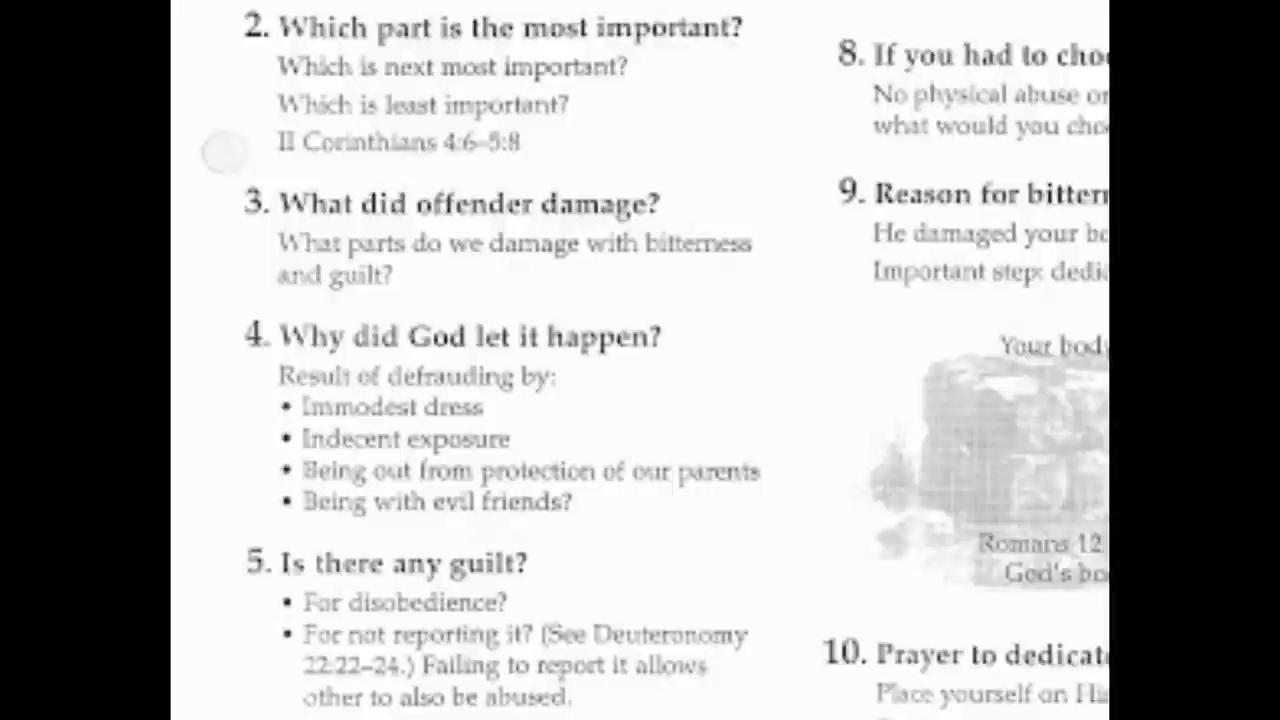 2. Which part is the most important?
Which is next most important?
Which is least important?
II Corinthians 4:6–5:8
3. What did offender damage?
What parts do we damage with bitterness
and guilt?
4. Why did God let it happen?
Result of defrauding by:
• Immodest dress
• Indecent exposure
• Being out from protection of our parents
• Being with evil friends?
5. Is there any guilt?
• For disobedience?
• For not reporting it? (See Deuteronomy
22:22–24.) Failing to report it allows
other to also be abused.
8. If you had to cho
No physical abuse or
what would you cho
9. Reason for bitter
He damaged your bo
Important step: dedic
Your body
Romans 12
God's bo
10. Prayer to dedicat
Place yourself on Hi